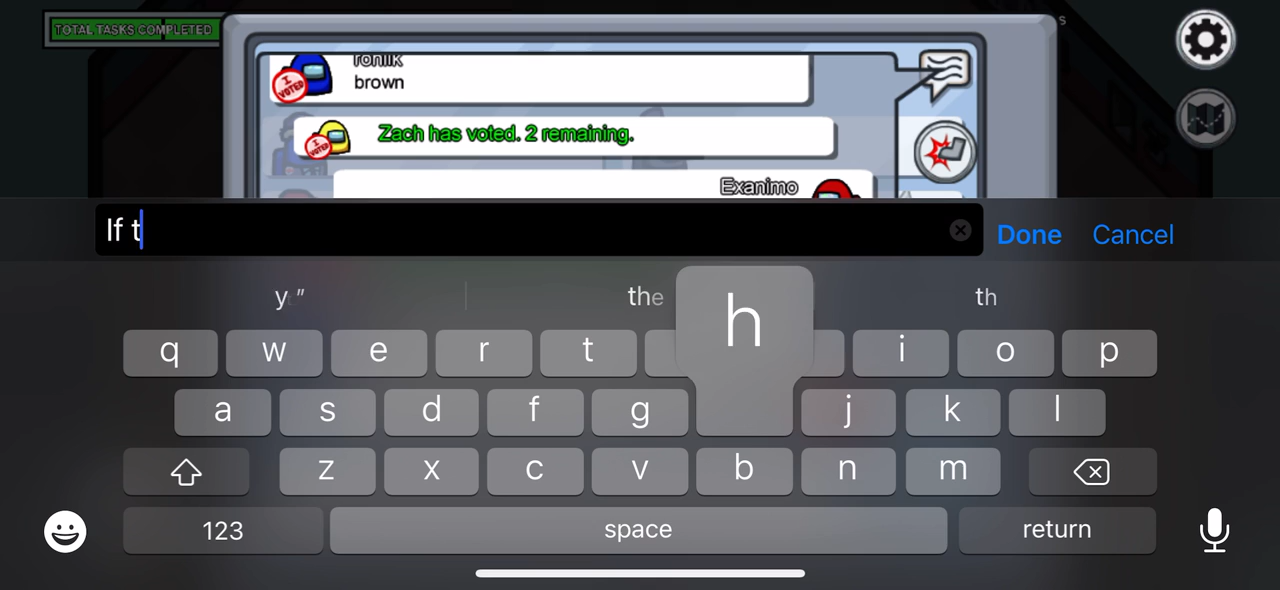 TOTAL TASKS COMPLETED
s
ronlik
brown
I VOTED
Zach has voted. 2 remaining.
I VOTED
Exanimo
If t
Done
Cancel
the
th
h
q w e r t i o p
a s d f g j k l
z x c v b n m
123
space
return